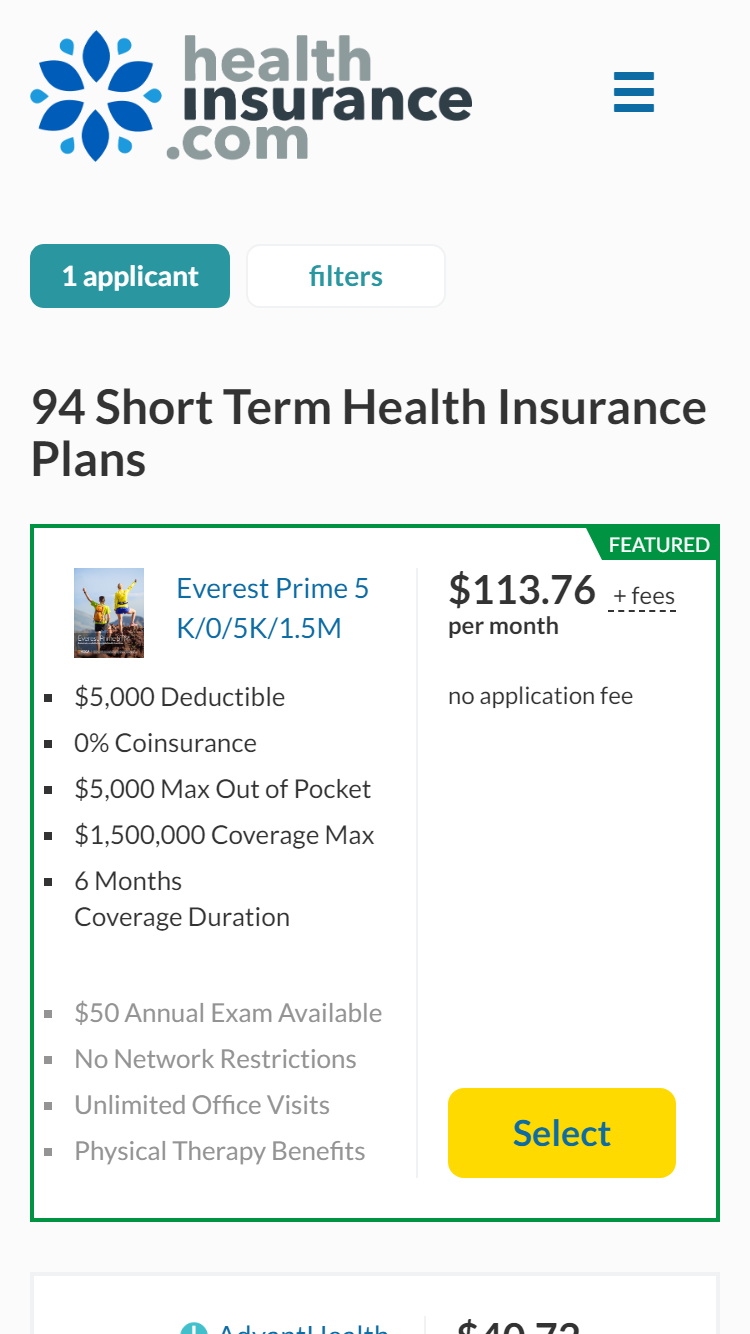 health
insurance
.com
1 applicant
filters
94 Short Term Health Insurance
Plans
FEATURED
Everest Prime 5
K/0/5K/1.5M
$113.76 + fees
per month
no application fee
$5,000 Deductible
0% Coinsurance
$5,000 Max Out of Pocket
$1,500,000 Coverage Max
6 Months
Coverage Duration
$50 Annual Exam Available
No Network Restrictions
Unlimited Office Visits
Physical Therapy Benefits
Select
AdvantHealth
$40.72